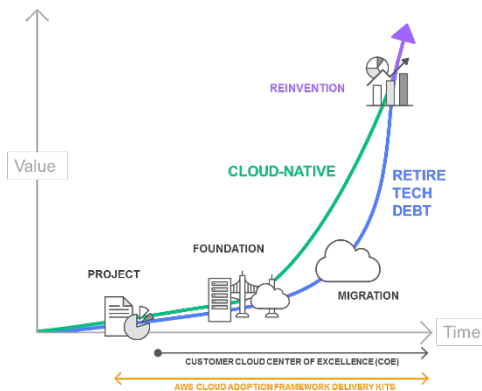 REINVENTION
Value
CLOUD-NATIVE
RETIRE
TECH
DEBT
FOUNDATION
PROJECT
MIGRATION
Time
CUSTOMER CLOUD CENTER OF EXCELLENCE (COE)
AWS CLOUD ADOPTION FRAMEWORK DELIVERY KITS